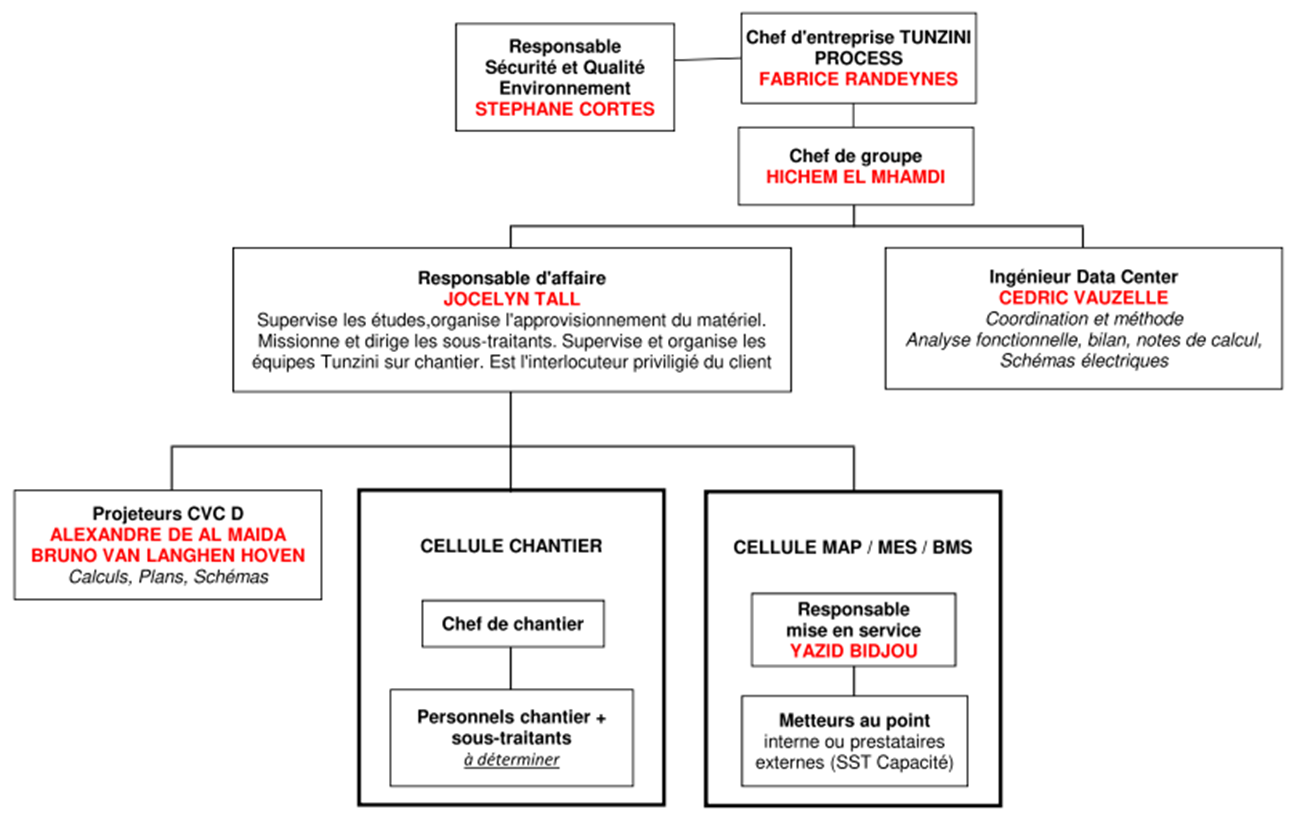 Responsable
Sécurité et Qualité
Environnement
STEPHANE CORTES
Chef d'entreprise TUNZINI
PROCESS
FABRICE RANDEYNES
Chef de groupe
HICHEM EL MHAMDI
Responsable d'affaire
JOCELYN TALL
Supervise les études,organise l'approvisionnement du matériel.
Missionne et dirige les sous-traitants. Supervise et organise les
équipes Tunzini sur chantier. Est l'interlocuteur priviligié du client
Ingénieur Data Center
CEDRIC VAUZELLE
Coordination et méthode
Analyse fonctionnelle, bilan, notes de calcul,
Schémas électriques
Projeteurs CVC D
ALEXANDRE DE AL MAIDA
BRUNO VAN LANGHEN HOVEN
Calculs, Plans, Schémas
CELLULE CHANTIER
Chef de chantier
Personnels chantier +
sous-traitants
à déterminer
CELLULE MAP / MES / BMS
Responsable
mise en service
YAZID BIDJOU
Metteurs au point
interne ou prestataires
externes (SST Capacité)